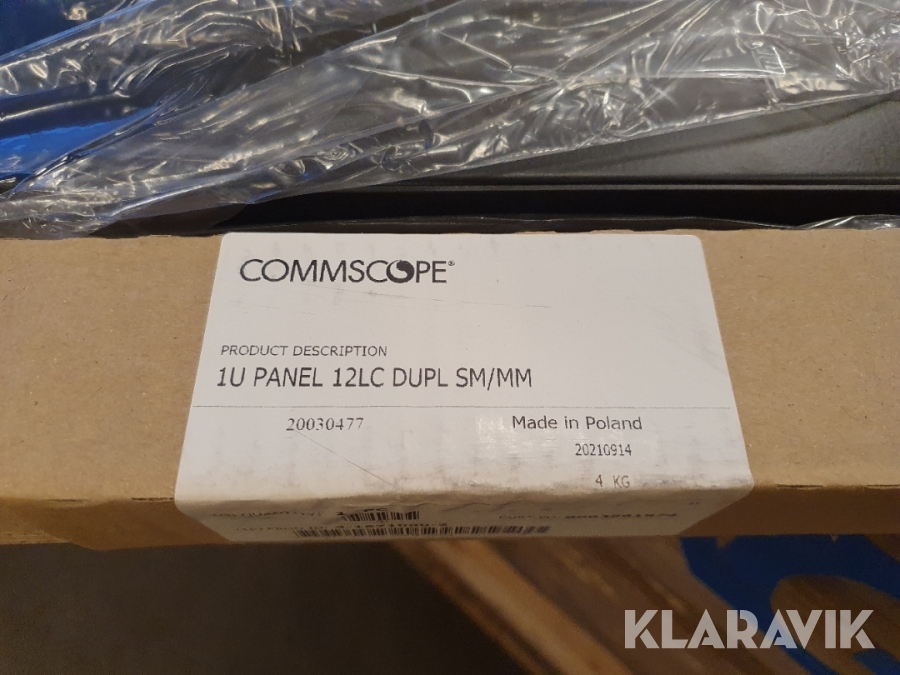 COMMSCOPE®
PRODUCT DESCRIPTION
1U PANEL 12LC DUPL SM/MM
20030477
Made in Poland
20210914
4 KG
KLARAVIK